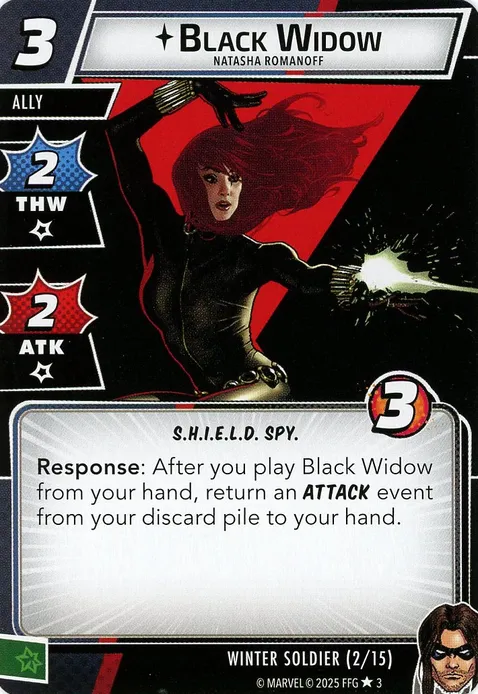 3
BLACK WIDOW
NATASHA ROMANOFF
ALLY
2
THW
2
ATK
3
S.H.I.E.L.D. SPY.
Response: After you play Black Widow
from your hand, return an ATTACK event
from your discard pile to your hand.
WINTER SOLDIER (2/15)
© MARVEL © 2025 FFG ★ 3